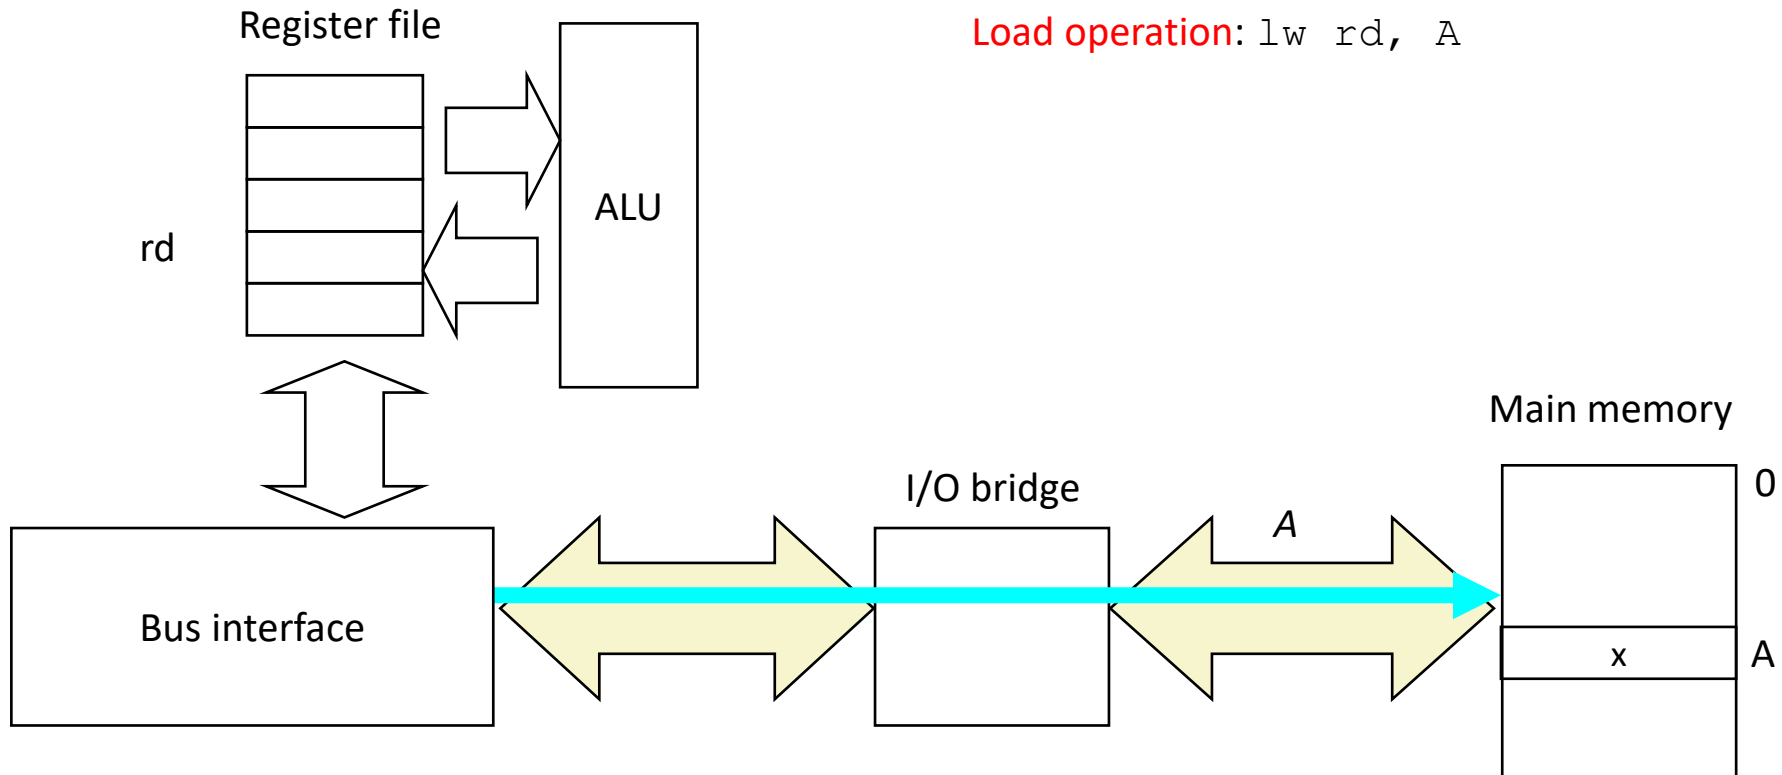 Register file
Load operation: lw rd, A
ALU
rd
Main memory
I/O bridge
0
A
Bus interface
x
A